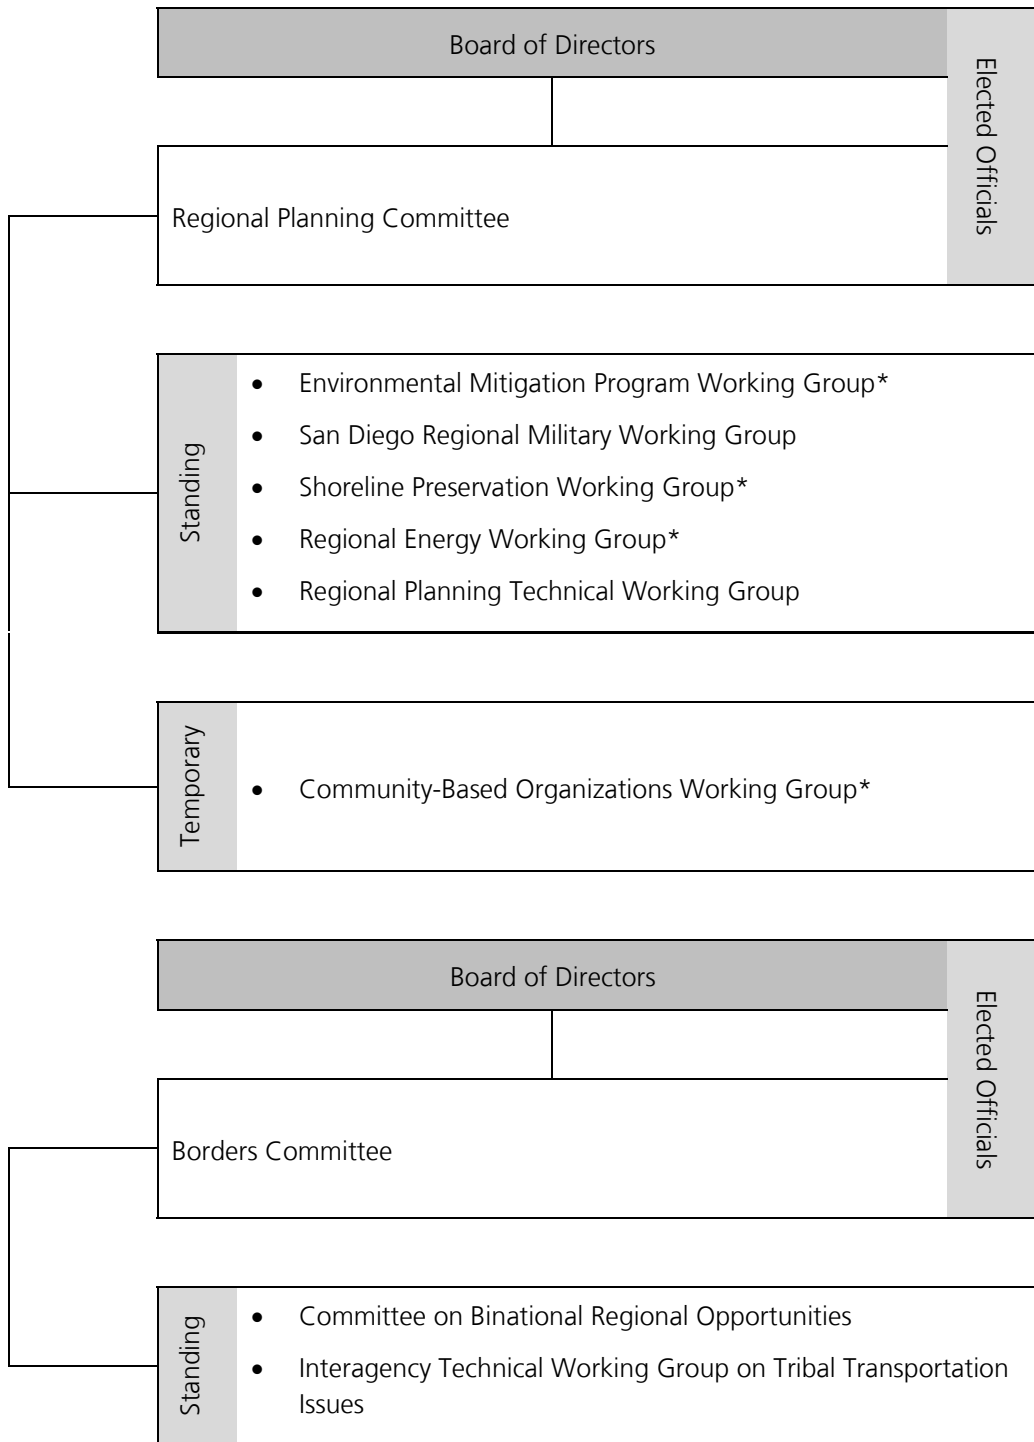 Board of Directors
Elected Officials
Regional Planning Committee
Standing
• Environmental Mitigation Program Working Group*
• San Diego Regional Military Working Group
• Shoreline Preservation Working Group*
• Regional Energy Working Group*
• Regional Planning Technical Working Group
Temporary
• Community-Based Organizations Working Group*
Board of Directors
Elected Officials
Borders Committee
Standing
• Committee on Binational Regional Opportunities
• Interagency Technical Working Group on Tribal Transportation
Issues